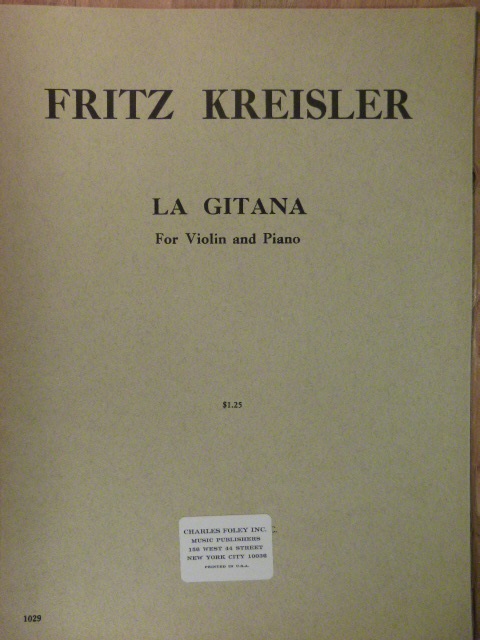 FRITZ KREISLER
LA GITANA
For Violin and Piano
$1.25
CHARLES FOLEY INC.
MUSIC PUBLISHERS
WEST 44 STREET
NEW YORK CITY
PRINTED IN U.S.A.
1029